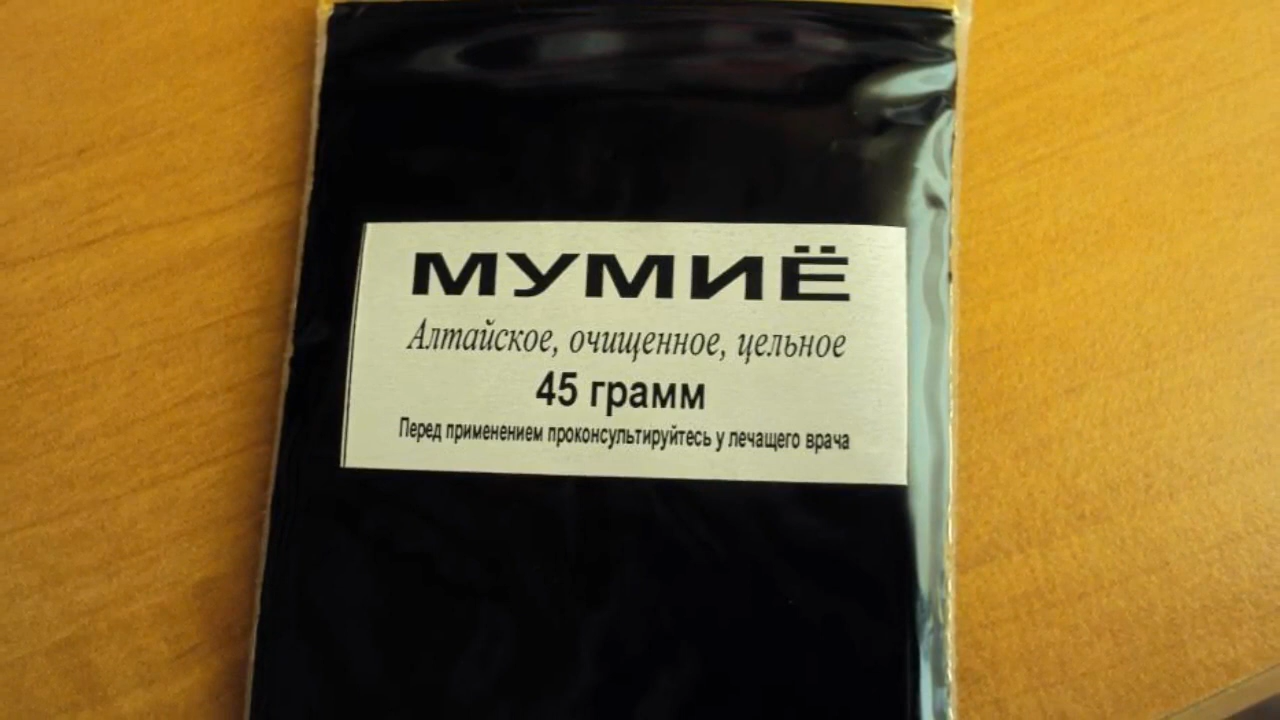 МУМИЁ
Алтайское, очищенное, цельное
45 грамм
Перед применением проконсультируйтесь у лечащего врача